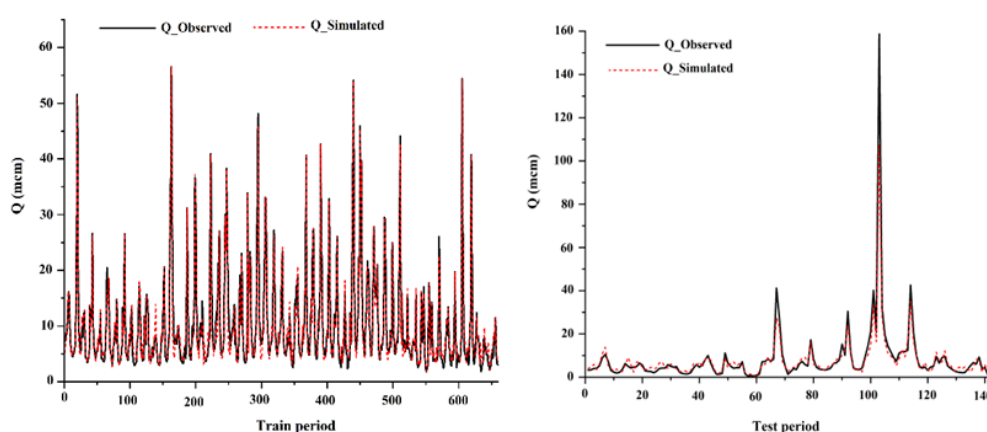 Q_Observed Q_Simulated
60
50
40
30
20
10
0
Q (mcm)
0 100 200 300 400 500 600
Train period
Q_Observed
Q_Simulated
160
140
120
100
80
60
40
20
0
Q (mcm)
0 20 40 60 80 100 120 140
Test period